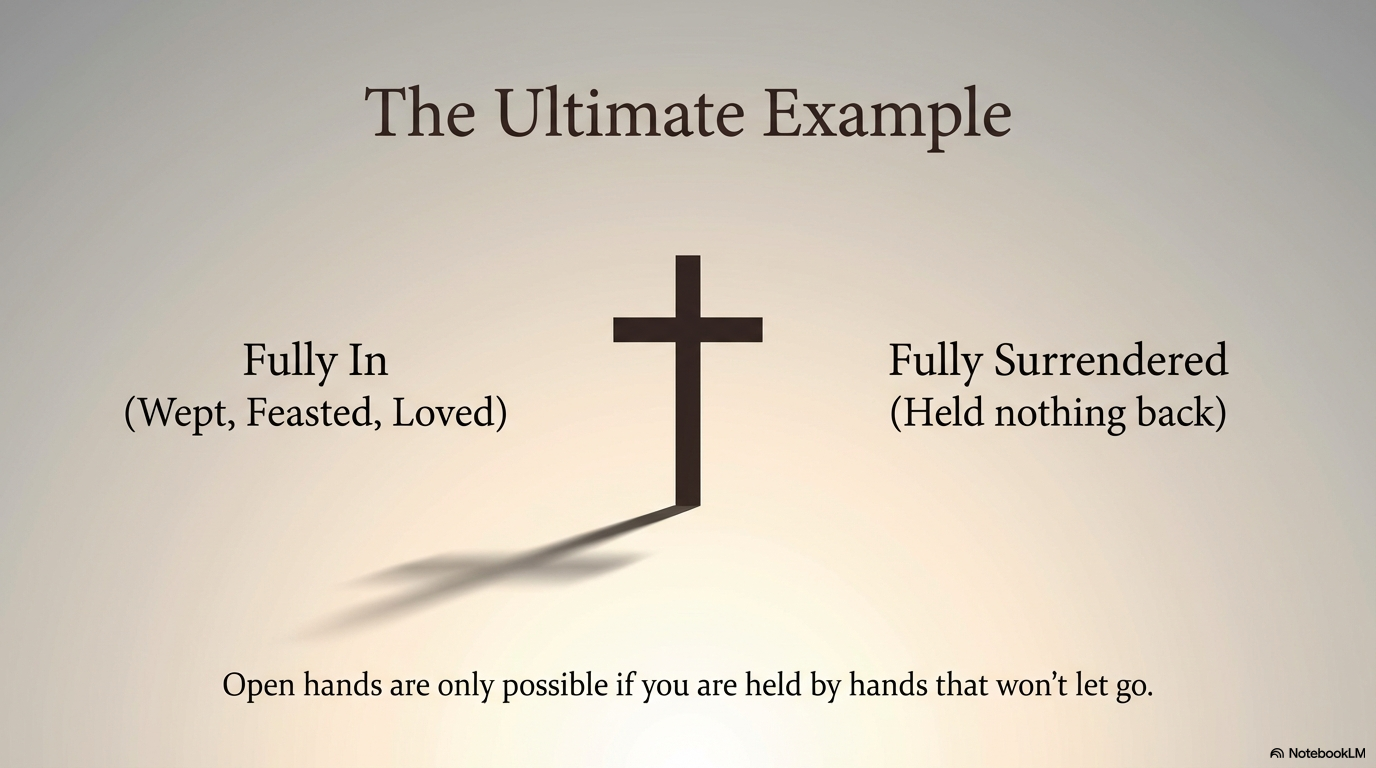 The Ultimate Example
Fully In
(Wept, Feasted, Loved)
Fully Surrendered
(Held nothing back)
Open hands are only possible if you are held by hands that won’t let go.
NotebookLM